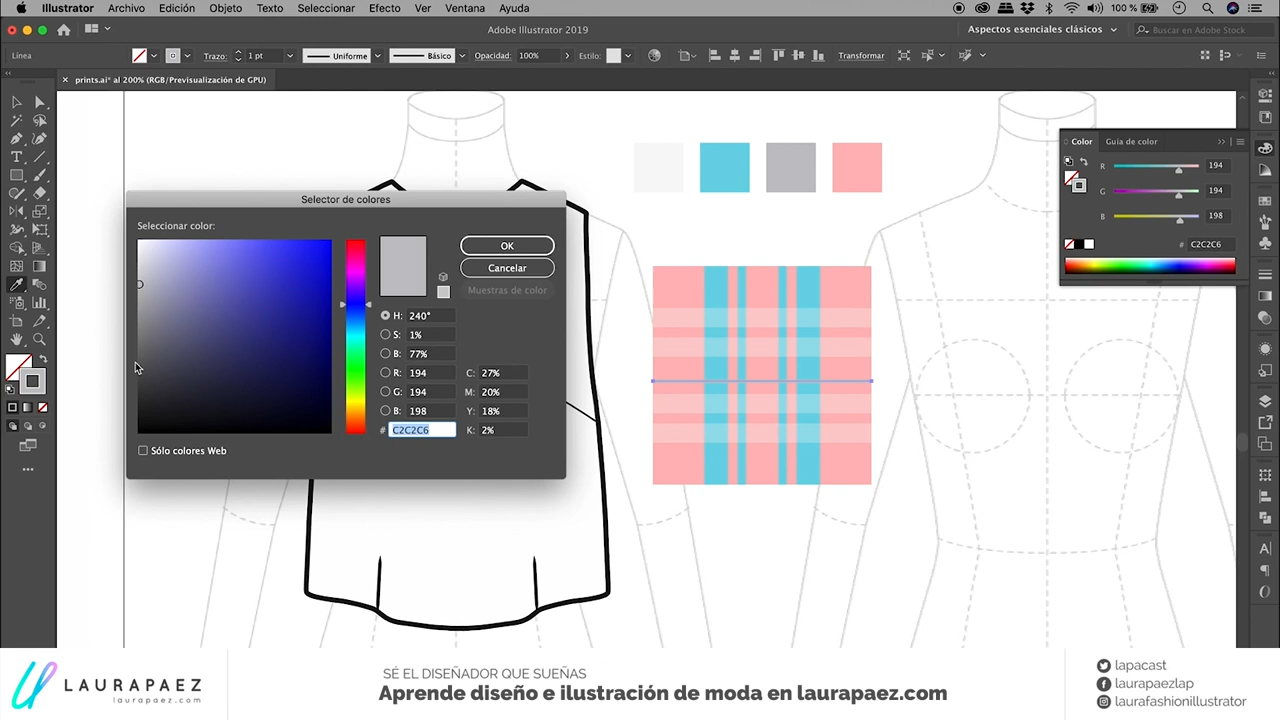 Illustrator Archivo Edición Objeto Texto Seleccionar Efecto Ver Ventana Ayuda 100 %
Adobe Illustrator 2019 Aspectos esenciales clásicos Buscar en Adobe Stock
Línea Trazo: 1 pt Uniforme Básico Opacidad: 100% Estilo: Transformar
× prints.ai* al 200% (RGB/Previsualización de GPU)
Color Guía de color
R 194
G 194
B 198
# C2C2C6
Selector de colores
Seleccionar color:
OK
Cancelar
Muestras de color
H: 240°
S: 1%
B: 77%
R: 194 C: 27%
G: 194 M: 20%
B: 198 Y: 18%
# C2C2C6 K: 2%
Sólo colores Web
LAURAPAEZ
laurapaez.com
SÉ EL DISEÑADOR QUE SUEÑAS
Aprende diseño e ilustración de moda en laurapaez.com
lapacast
laurapaezlap
laurafashionillustrator